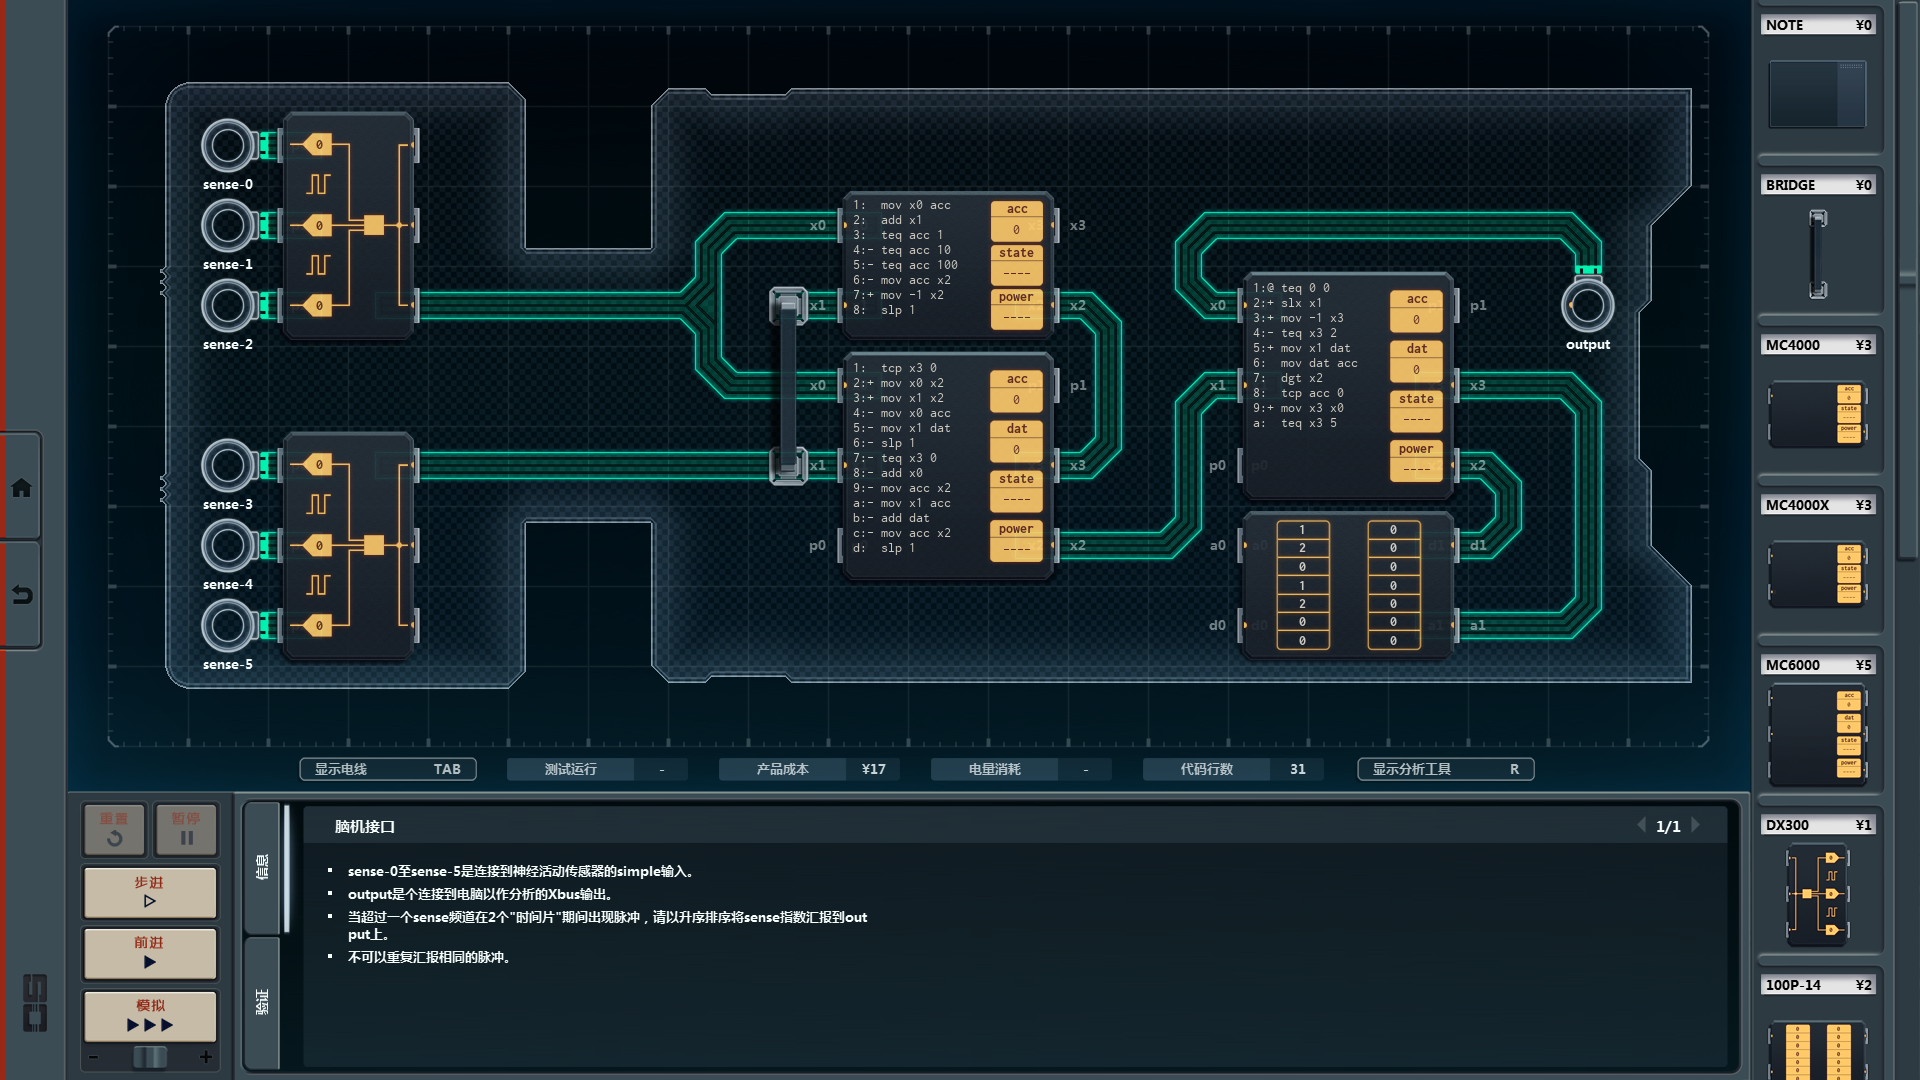 NOTE ¥0
BRIDGE ¥0
MC4000 ¥3
MC4000X ¥3
MC6000 ¥5
DX300 ¥1
100P-14 ¥2
sense-0
sense-1
sense-2
sense-3
sense-4
sense-5
output
x0
x1
x2
x3
1: mov x0 acc
2: add x1
3: teq acc 1
4:- teq acc 10
5:- teq acc 100
6:- mov acc x2
7:+ mov -1 x2
8: slp 1
acc
0
state
----
power
----
x0
x1
p0
p1
x3
x2
1: tcp x3 0
2:+ mov x0 x2
3:+ mov x1 x2
4:- mov x0 acc
5:- mov x1 dat
6:- slp 1
7:- teq x3 0
8:- add x0
9:- mov acc x2
a:- mov x1 acc
b:- add dat
c:- mov acc x2
d: slp 1
acc
0
dat
0
state
----
power
----
x0
x1
p0
p1
x3
x2
1:@ teq 0 0
2:+ slx x1
3:+ mov -1 x3
4:- teq x3 2
5:+ mov x1 dat
6: mov dat acc
7: dgt x2
8: tcp acc 0
9:+ mov x3 x0
a: teq x3 5
acc
0
dat
0
state
----
power
----
a0
d0
d1
a1
1 0
2 0
0 0
1 0
2 0
0 0
0 0
显示电线 TAB
测试运行 -
产品成本 ¥17
电量消耗 -
代码行数 31
显示分析工具 R
重置
暂停
步进
前进
模拟
- +
信息
验证
脑机接口
1/1
▪ sense-0至sense-5是连接到神经活动传感器的simple输入。
▪ output是个连接到电脑以作分析的Xbus输出。
▪ 当超过一个sense频道在2个"时间片"期间出现脉冲，请以升序排序将sense指数汇报到out
put上。
▪ 不可以重复汇报相同的脉冲。